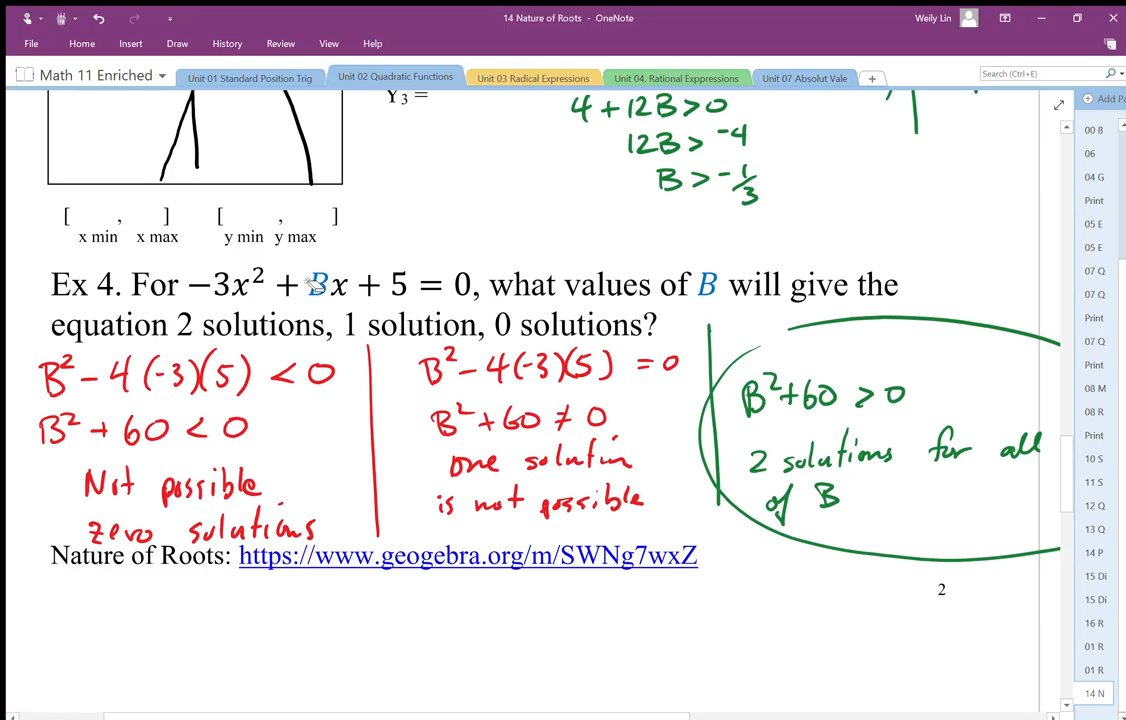 14 Nature of Roots - OneNote
Weily Lin
File Home Insert Draw History Review View Help
Math 11 Enriched
Unit 01 Standard Position Trig
Unit 02 Quadratic Functions
Unit 03 Radical Expressions
Unit 04. Rational Expressions
Unit 07 Absolut Vale
Search (Ctrl+E)
Add Pa
Y₃ =
4 + 12B > 0
12B > -4
B > -1/3
[ , ] [ , ]
x min x max y min y max
Ex 4. For −3x² + Bx + 5 = 0, what values of B will give the
equation 2 solutions, 1 solution, 0 solutions?
B² - 4(-3)(5) < 0
B² + 60 < 0
Not possible
zero solutions
B² - 4(-3)(5) = 0
B² + 60 ≠ 0
one solutin
is not possible
B² + 60 > 0
2 solutions for all
of B
Nature of Roots: https://www.geogebra.org/m/SWNg7wxZ
2
00 B
06
04 G
Print
05 E
05 E
07 Q
07 Q
Print
07 Q
Print
08 M
08 R
Print
10 S
11 S
12 Q
13 Q
14 P
15 Di
15 Di
16 R
01 R
01 R
14 N